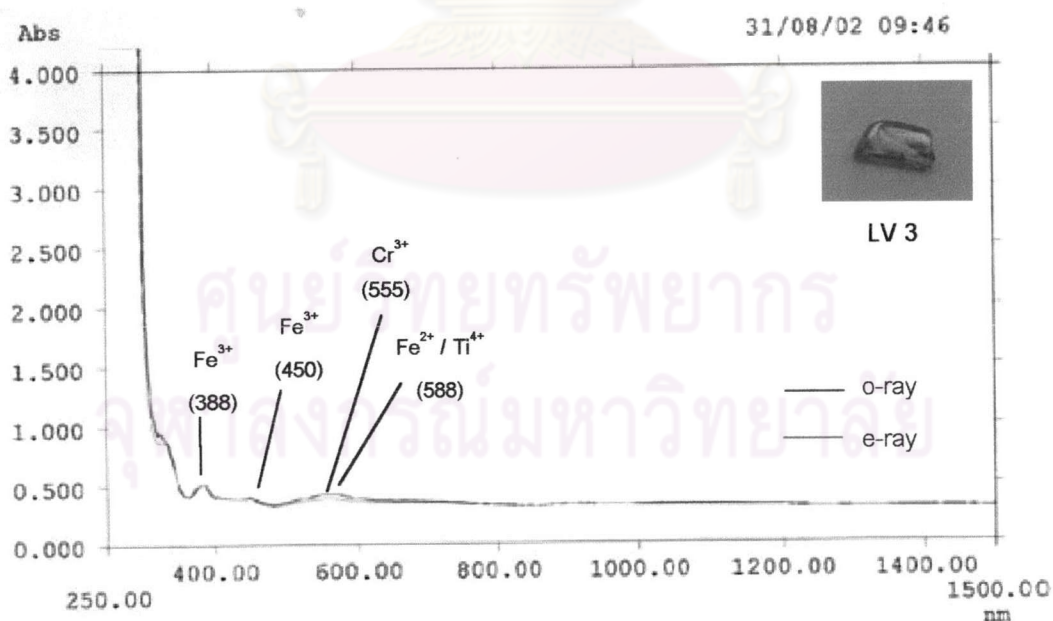 Abs
31/08/02 09:46
4.000
3.500
3.000
2.500
2.000
1.500
1.000
0.500
0.000
LV 3
Cr³⁺
(555)
Fe³⁺
(450)
Fe²⁺ / Ti⁴⁺
(588)
Fe³⁺
(388)
o-ray
e-ray
ศูนย์วิทยทรัพยากร
จุฬาลงกรณ์มหาวิทยาลัย
250.00
400.00
600.00
800.00
1000.00
1200.00
1400.00
1500.00
nm